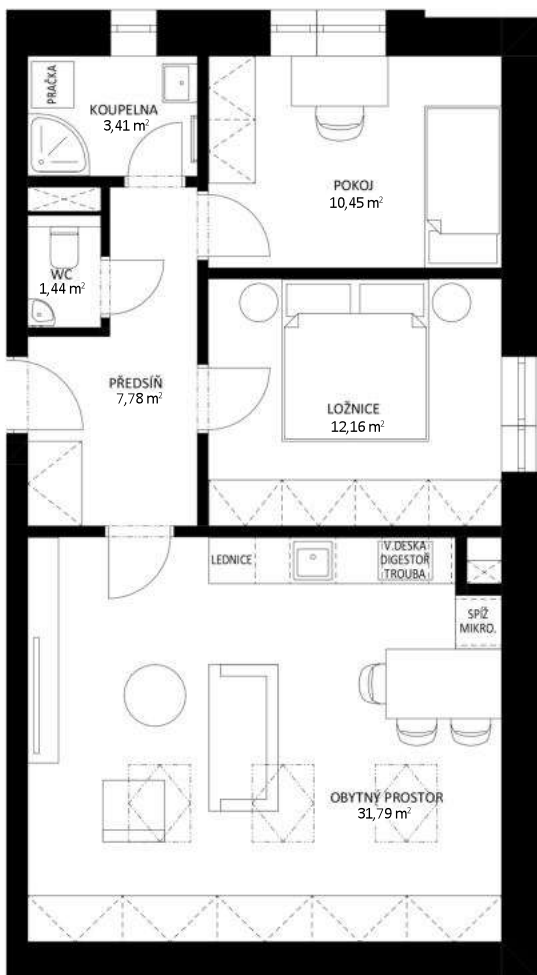 PRAČKA
KOUPELNA
3,41 m²
POKOJ
10,45 m²
WC
1,44 m²
PŘEDSÍŇ
7,78 m²
LOŽNICE
12,16 m²
LEDNICE
V.DESKA
DIGESTOŘ
TROUBA
SPÍŽ
MIKRO.
OBYTNÝ PROSTOR
31,79 m²